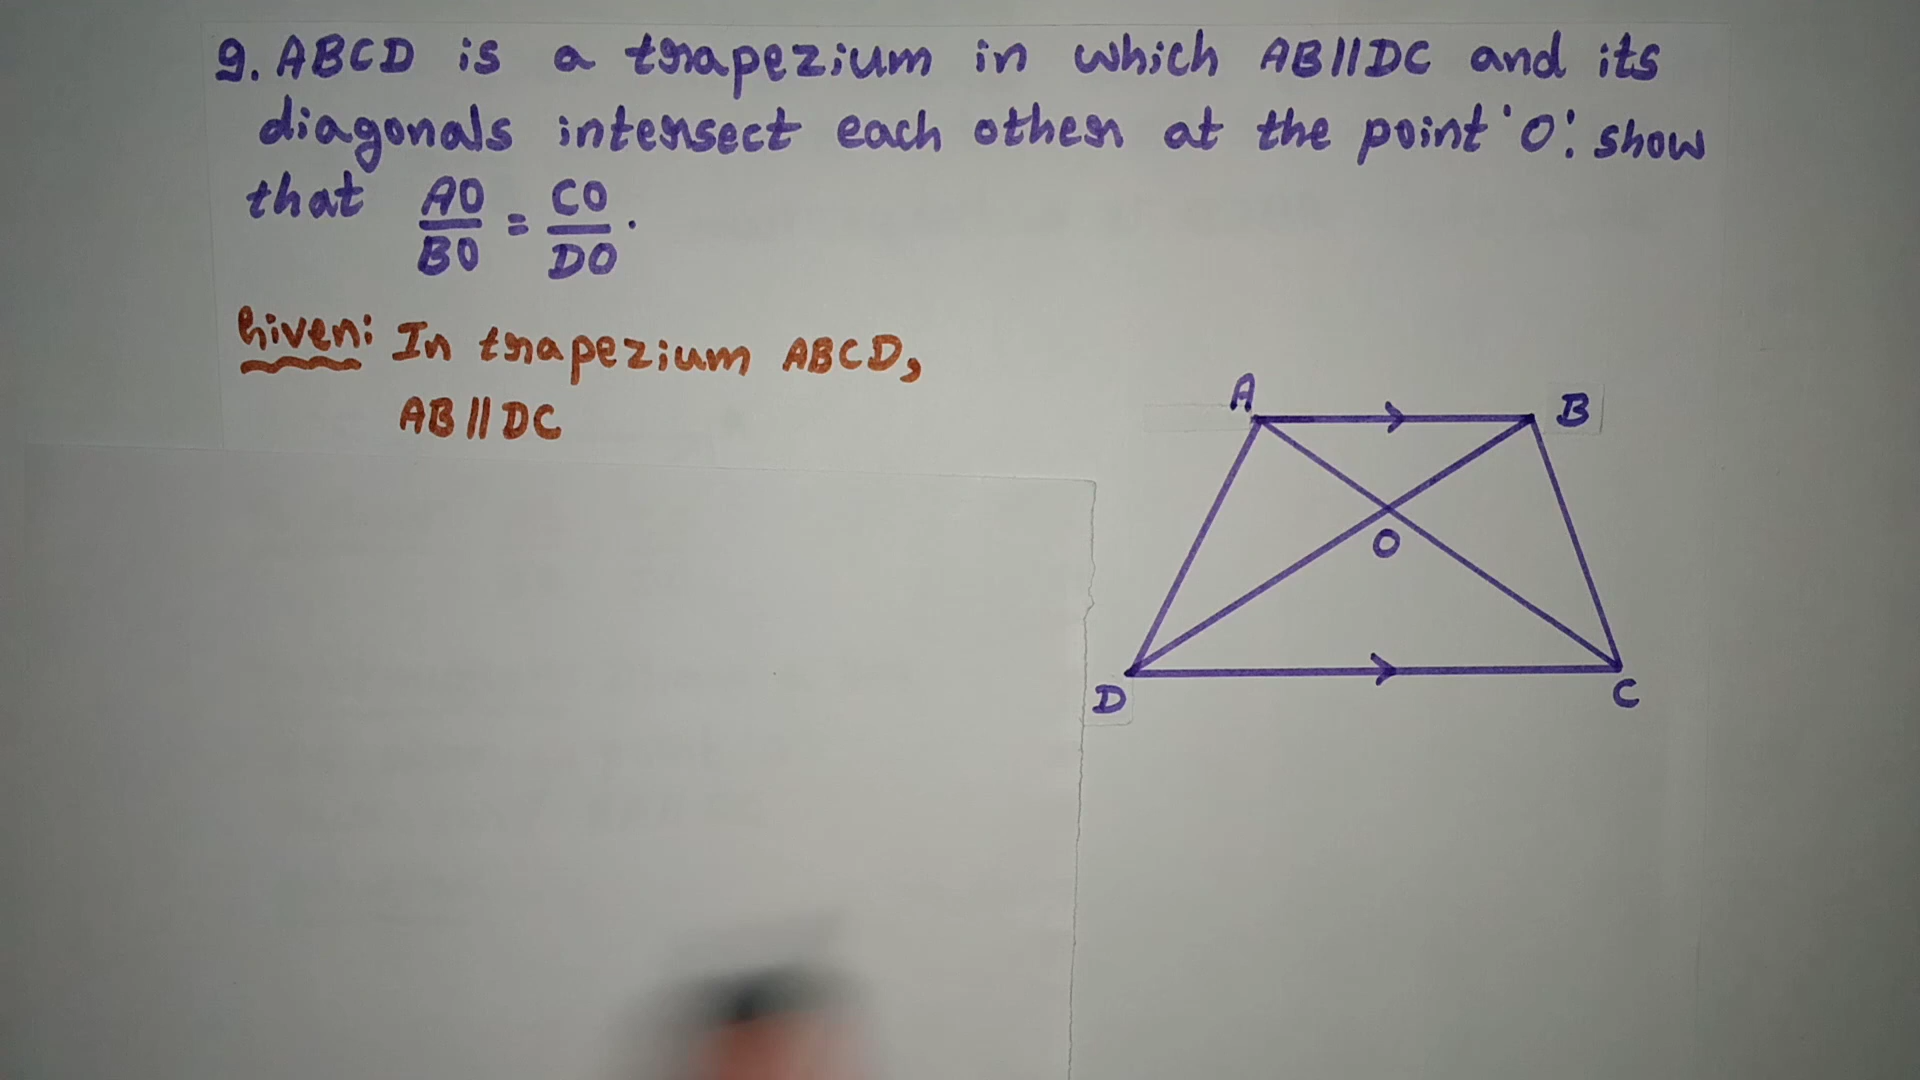 9. ABCD is a trapezium in which AB||DC and its
diagonals intersect each other at the point 'O'. show
that AO/BO = CO/DO.
Given: In trapezium ABCD,
AB||DC
A
B
O
D
C